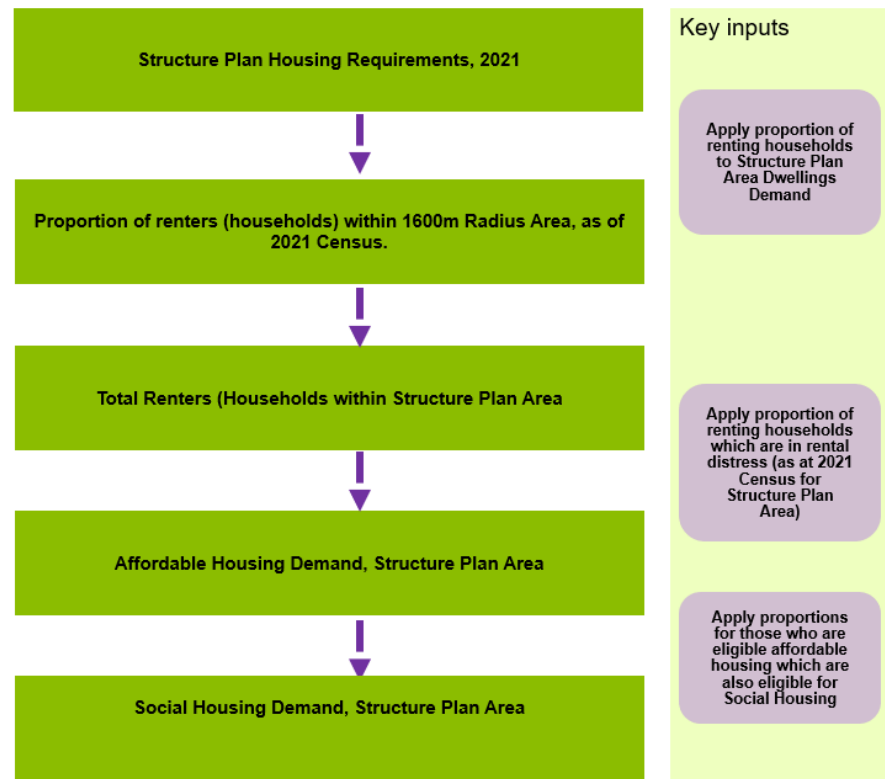 Structure Plan Housing Requirements, 2021
Proportion of renters (households) within 1600m Radius Area, as of
2021 Census.
Total Renters (Households within Structure Plan Area
Affordable Housing Demand, Structure Plan Area
Social Housing Demand, Structure Plan Area
Key inputs
Apply proportion of
renting households
to Structure Plan
Area Dwellings
Demand
Apply proportion of
renting households
which are in rental
distress (as at 2021
Census for
Structure Plan
Area)
Apply proportions
for those who are
eligible affordable
housing which are
also eligible for
Social Housing